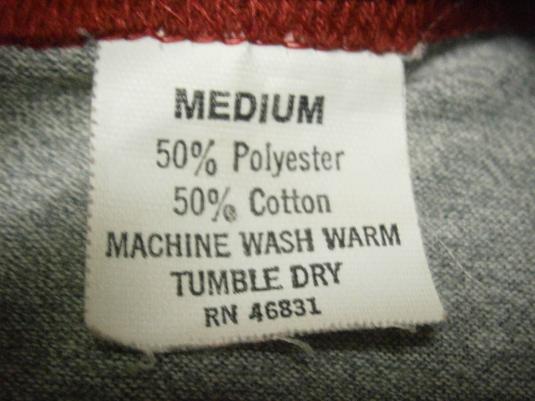 MEDIUM
50% Polyester
50% Cotton
MACHINE WASH WARM
TUMBLE DRY
RN 46831